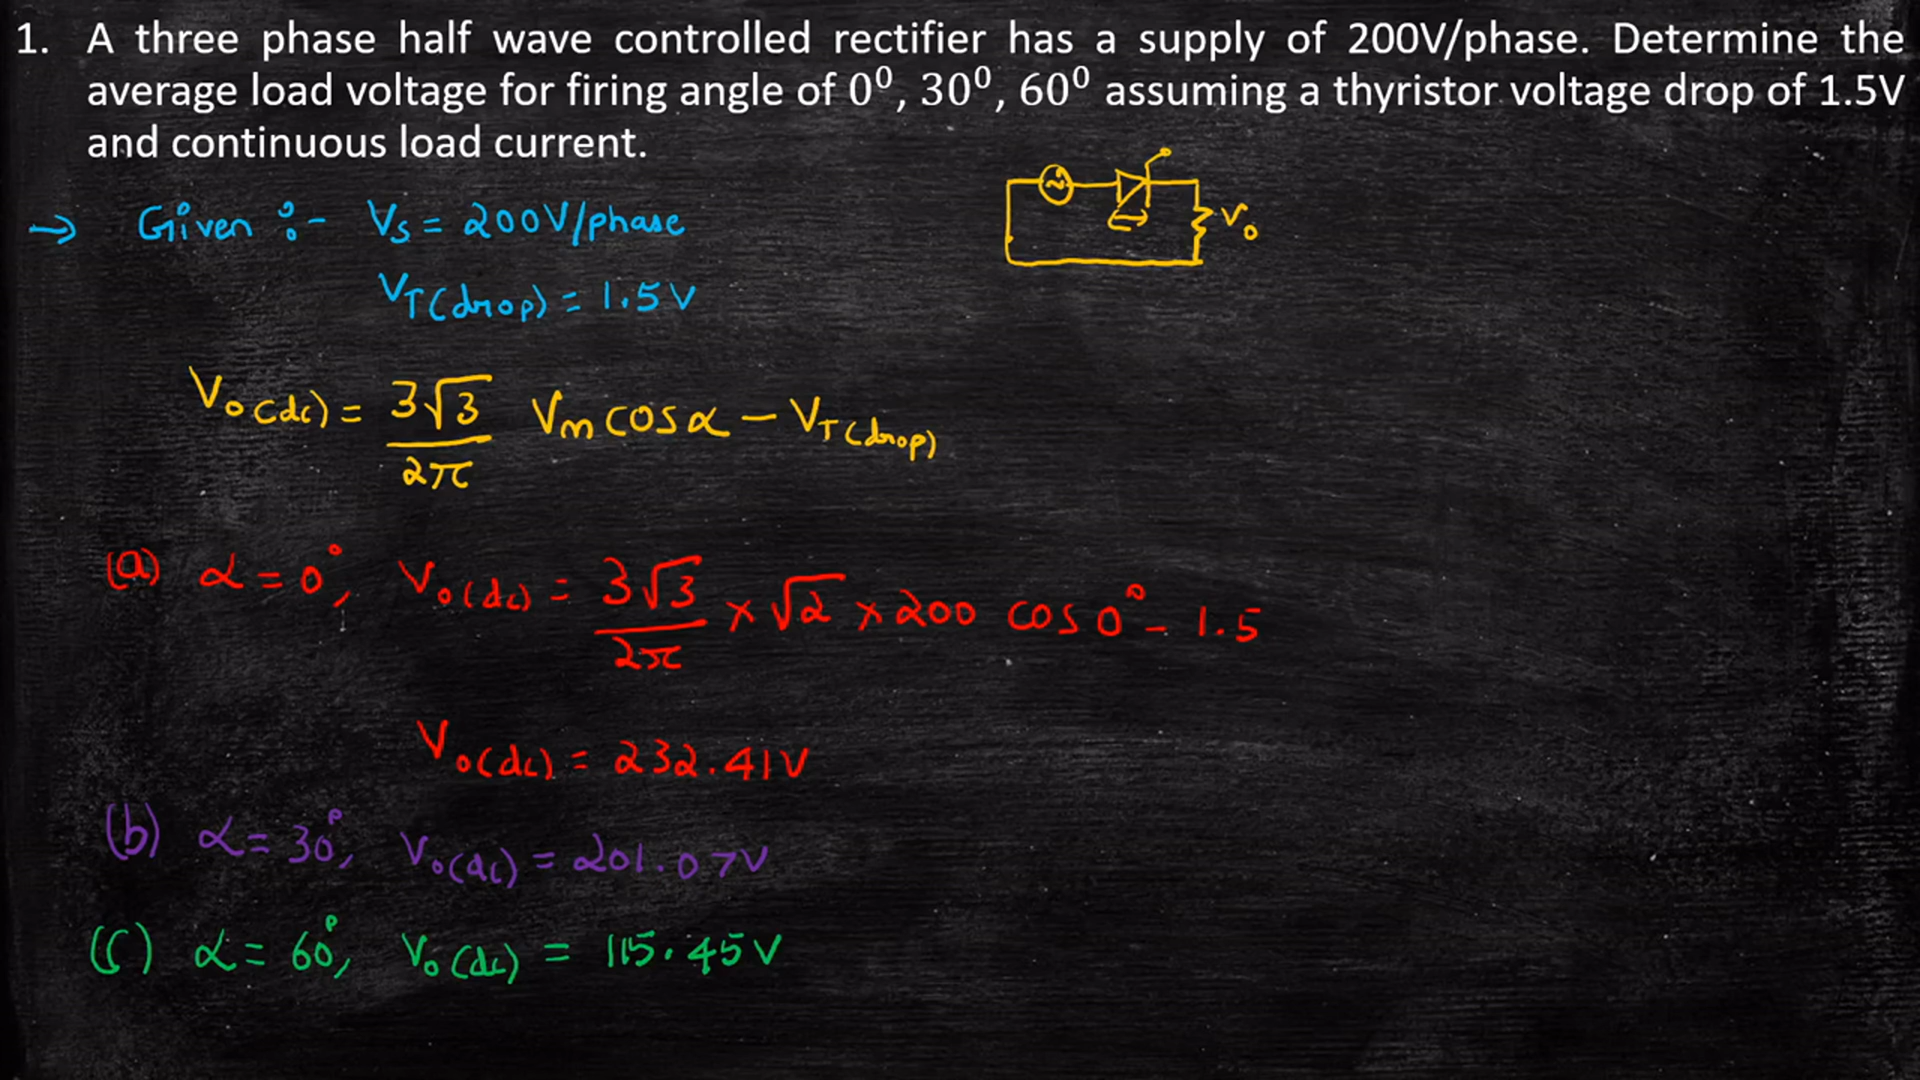 1. A three phase half wave controlled rectifier has a supply of 200V/phase. Determine the
average load voltage for firing angle of 0⁰, 30⁰, 60⁰ assuming a thyristor voltage drop of 1.5V
and continuous load current.
→ Given :- Vs = 200V/phase
V₀
VT(drop) = 1.5V
Vo(dc) = 3√3/2π Vm cosα − VT(drop)
(a) α = 0°, Vo(dc) = 3√3/2π × √2 × 200 cos 0° − 1.5
Vo(dc) = 232.41V
(b) α = 30°, Vo(dc) = 201.07V
(c) α = 60°, Vo(dc) = 115.45V